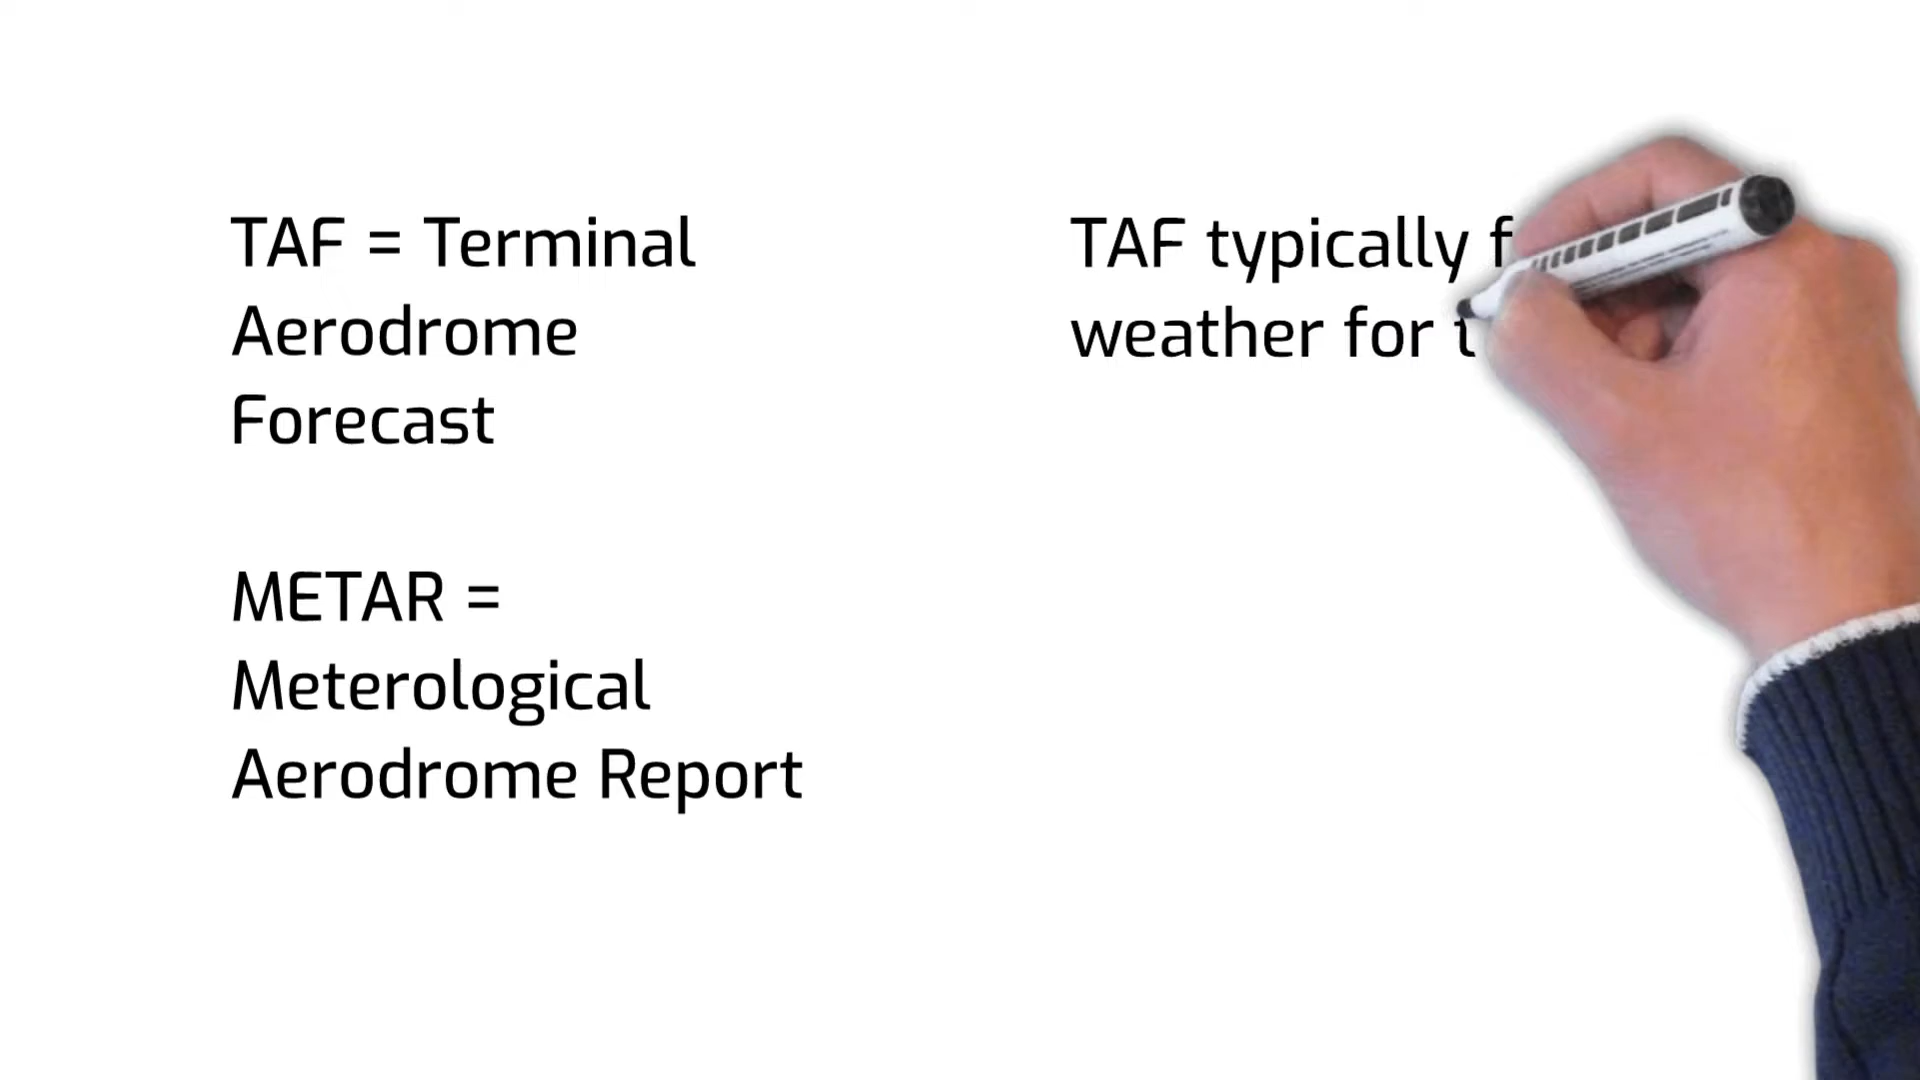 TAF = Terminal
Aerodrome
Forecast
METAR =
Meterological
Aerodrome Report
TAF typically
weather for